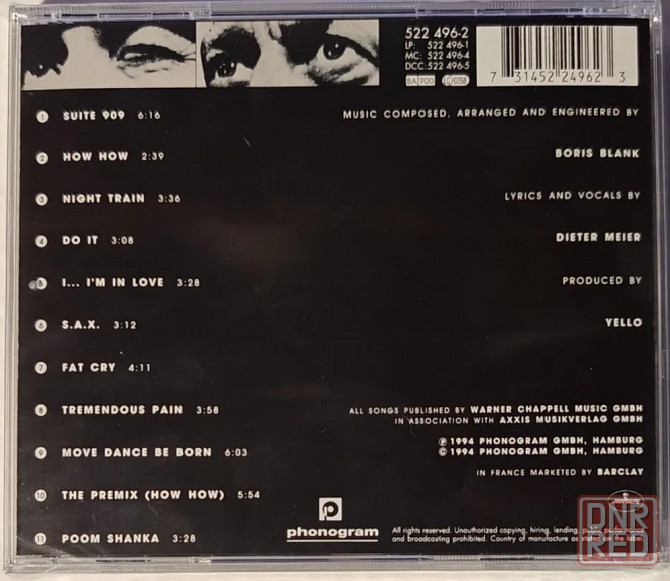 522 496-2
LP: 522 496-1
MC: 522 496-4
DCC: 522 496-5
BA 900
7 31452 24962 3
1 SUITE 909 6:16
MUSIC COMPOSED, ARRANGED AND ENGINEERED BY
2 HOW HOW 2:39
BORIS BLANK
3 NIGHT TRAIN 3:36
LYRICS AND VOCALS BY
4 DO IT 3:08
DIETER MEIER
5 I... I'M IN LOVE 3:28
PRODUCED BY
6 S.A.X. 3:12
YELLO
7 FAT CRY 4:11
8 TREMENDOUS PAIN 3:58
ALL SONGS PUBLISHED BY WARNER CHAPPELL MUSIC GMBH
IN ASSOCIATION WITH AXXIS MUSIKVERLAG GMBH
9 MOVE DANCE BE BORN 6:03
℗ 1994 PHONOGRAM GMBH, HAMBURG
© 1994 PHONOGRAM GMBH, HAMBURG
IN FRANCE MARKETED BY BARCLAY
10 THE PREMIX (HOW HOW) 5:54
11 POOM SHANKA 3:28
phonogram
All rights reserved. Unauthorized copying, hiring, lending, public performance
and broadcasting prohibited. Country of manufacture as stated on the label
DNR
RED